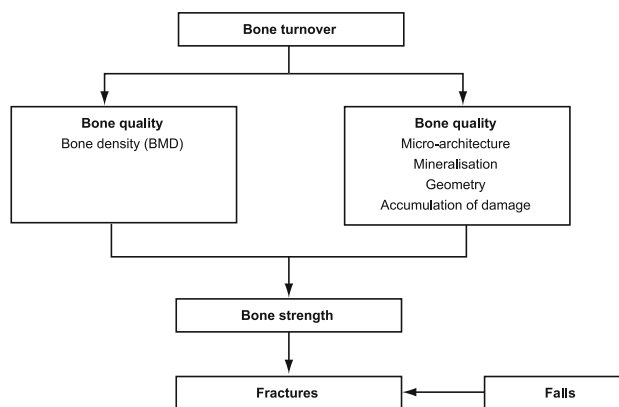 Bone turnover
Bone quality
Bone density (BMD)
Bone quality
Micro-architecture
Mineralisation
Geometry
Accumulation of damage
Bone strength
Fractures
Falls